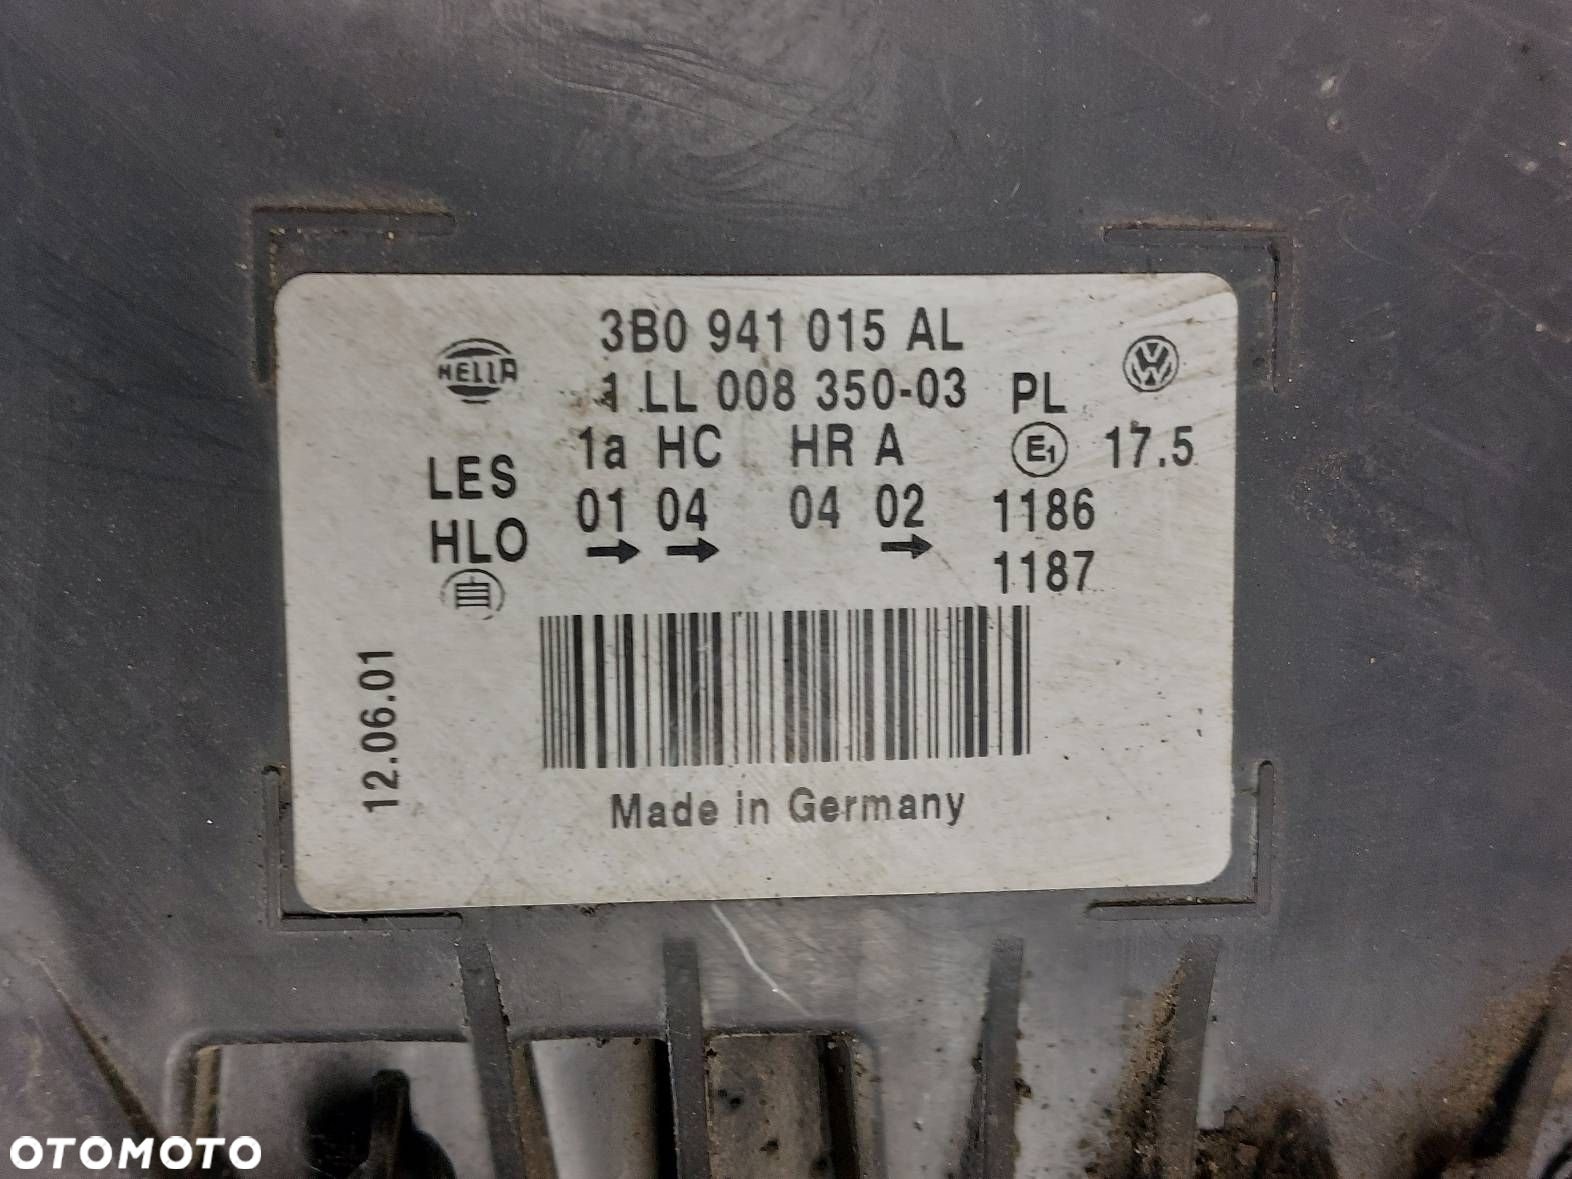 3B0 941 015 AL
HELLA
1 LL 008 350-03 PL
1a HC HR A E1 17.5
LES
01 04 04 02 1186
HLO → → → 1187
12.06.01
Made in Germany
OTOMOTO